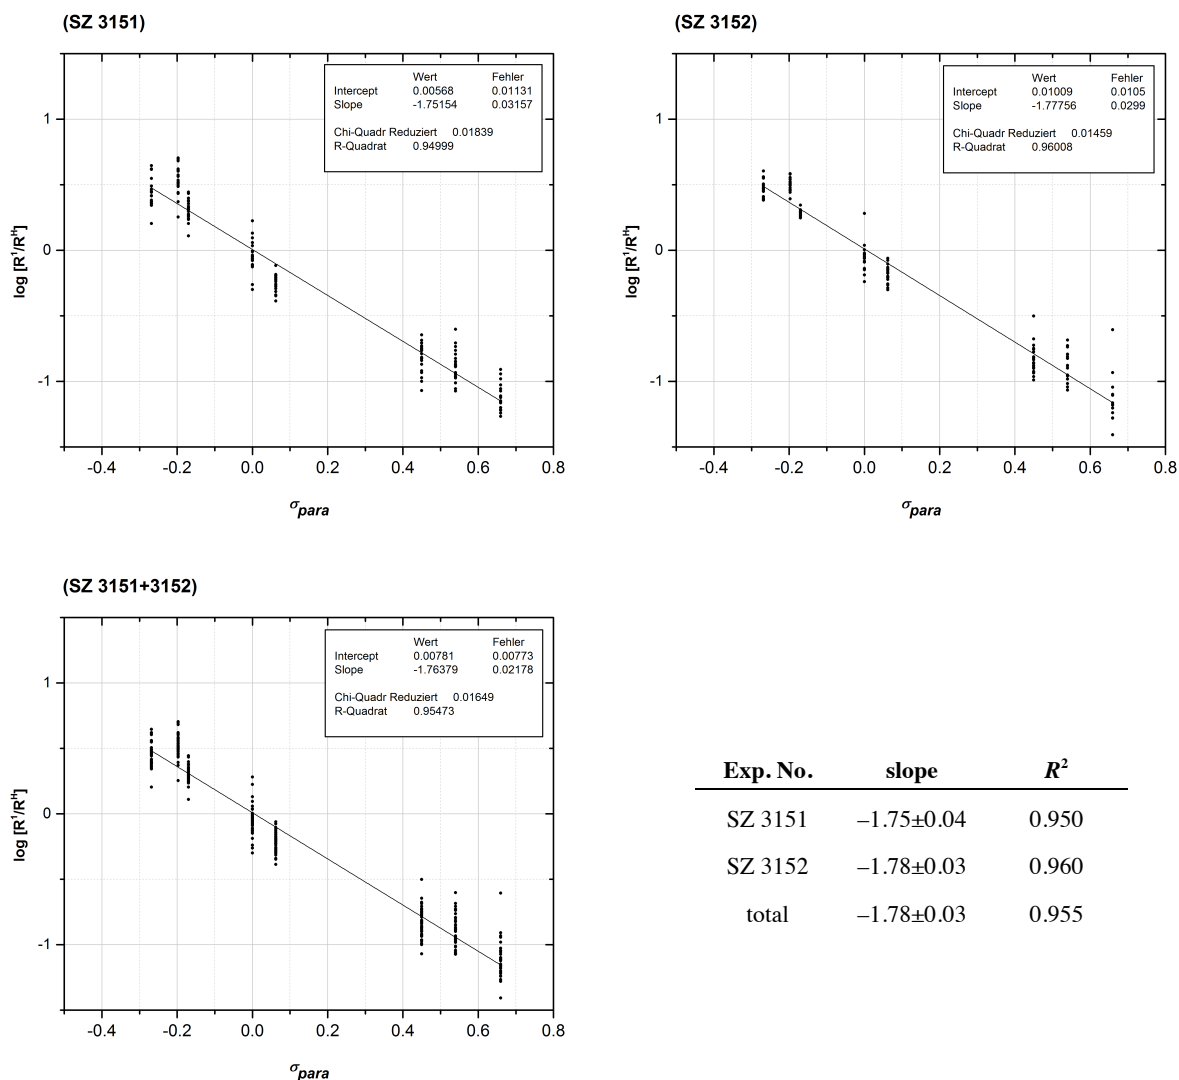 (SZ 3151)
Wert Fehler
Intercept 0.00568 0.01131
Slope -1.75154 0.03157
Chi-Quadr Reduziert 0.01839
R-Quadrat 0.94999
1
0
-1
log [R¹/Rᴴ]
-0.4 -0.2 0.0 0.2 0.4 0.6 0.8
σpara
(SZ 3152)
Wert Fehler
Intercept 0.01009 0.0105
Slope -1.77756 0.0299
Chi-Quadr Reduziert 0.01459
R-Quadrat 0.96008
1
0
-1
log [R¹/Rᴴ]
-0.4 -0.2 0.0 0.2 0.4 0.6 0.8
σpara
(SZ 3151+3152)
Wert Fehler
Intercept 0.00781 0.00773
Slope -1.76379 0.02178
Chi-Quadr Reduziert 0.01649
R-Quadrat 0.95473
1
0
-1
log [R¹/Rᴴ]
-0.4 -0.2 0.0 0.2 0.4 0.6 0.8
σpara
Exp. No. slope R²
SZ 3151 –1.75±0.04 0.950
SZ 3152 –1.78±0.03 0.960
total –1.78±0.03 0.955